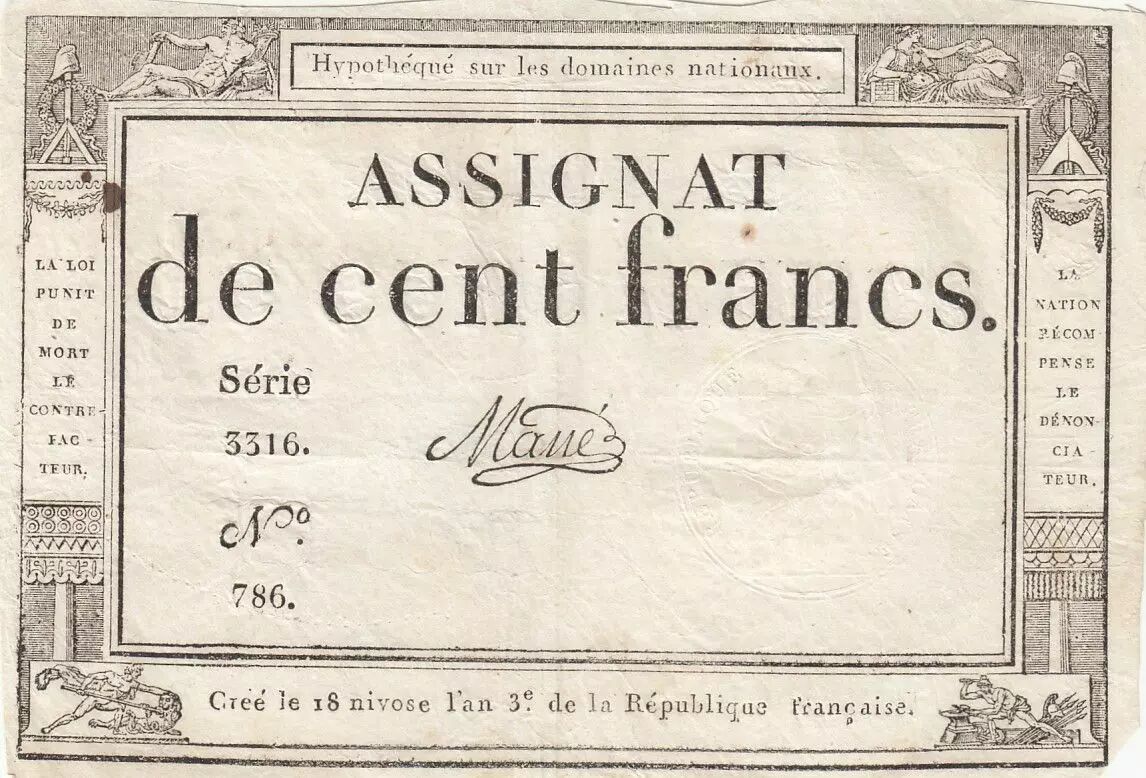 Hypothéqué sur les domaines nationaux.
ASSIGNAT
de cent francs.
LA LOI
PUNIT
DE
MORT
LE
CONTRE-
FAC-
TEUR.
Série
3316.
Nº.
786.
LA
NATION
RÉCOM
PENSE
LE
DÉNON-
CIA-
TEUR.
Créé le 18 nivose l'an 3e. de la République française.